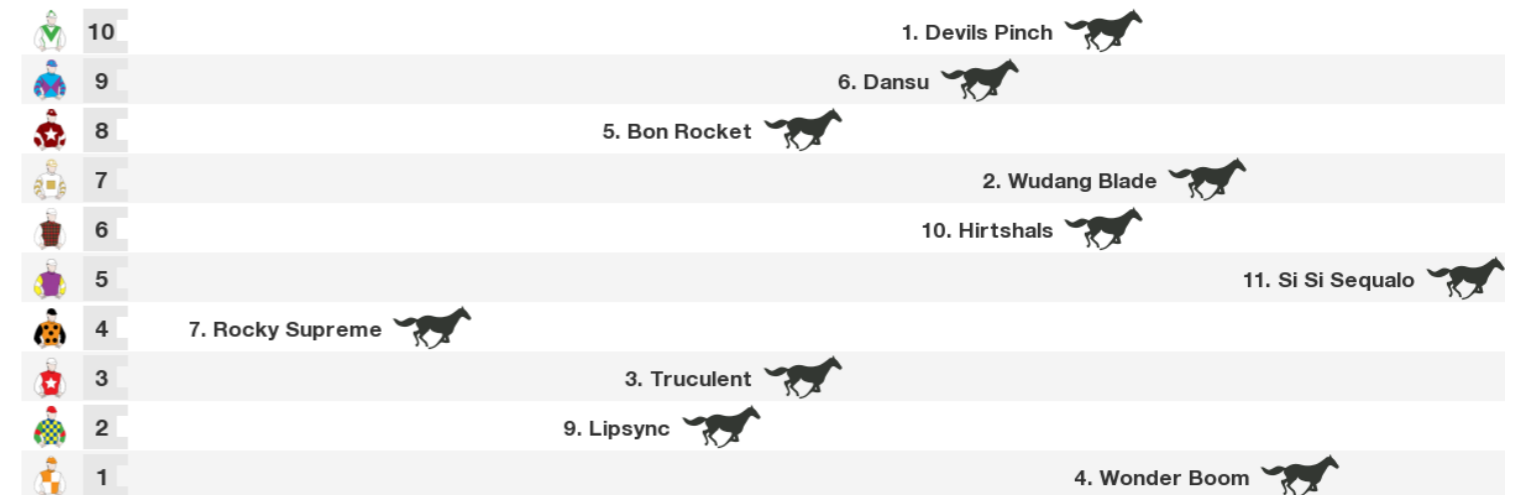 10 1. Devils Pinch
9 6. Dansu
8 5. Bon Rocket
7 2. Wudang Blade
6 10. Hirtshals
5 11. Si Si Sequalo
4 7. Rocky Supreme
3 3. Truculent
2 9. Lipsync
1 4. Wonder Boom